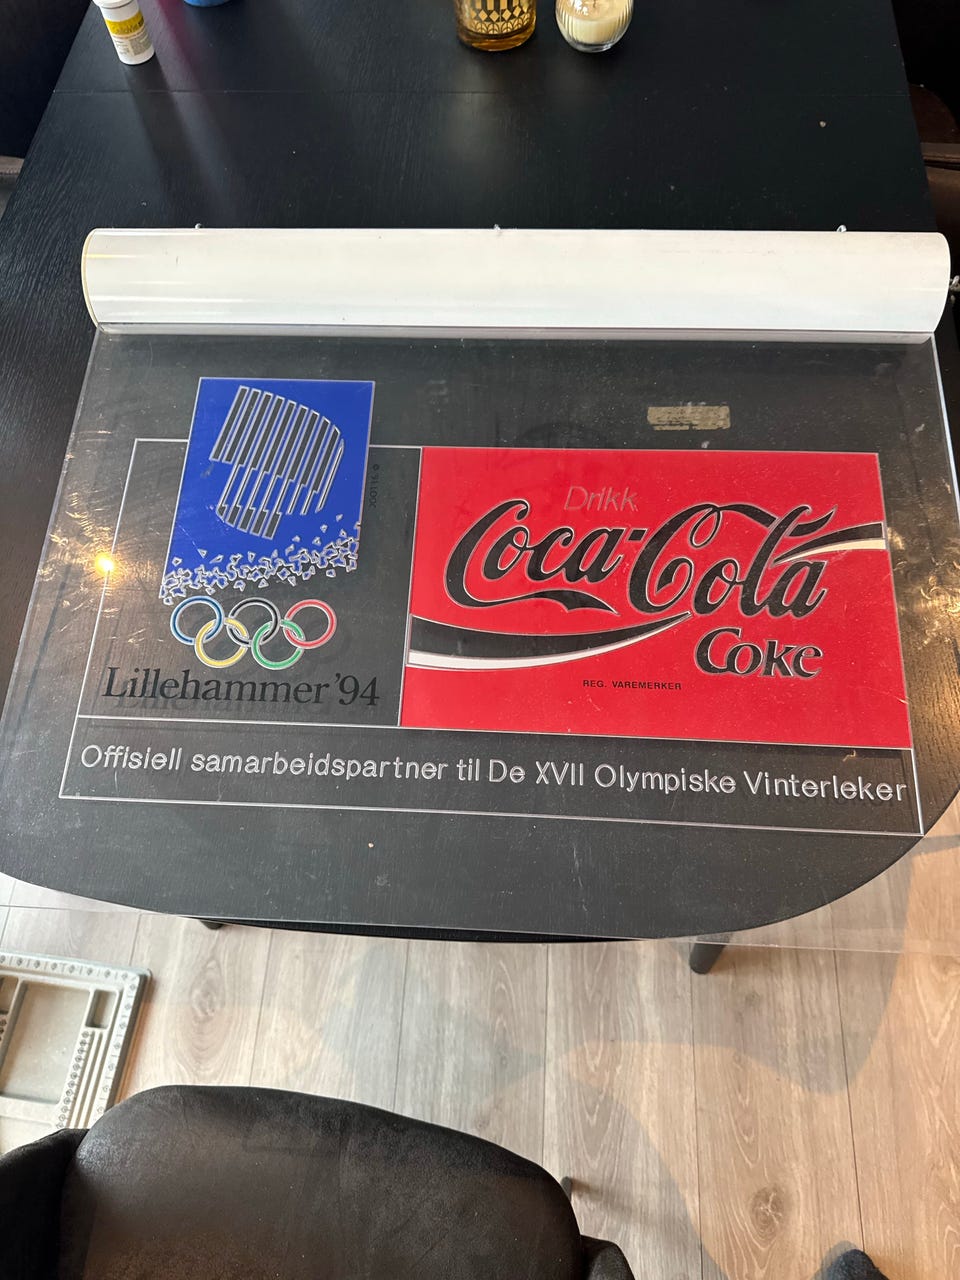 Drikk
Coca-Cola
Coke
REG. VAREMERKER
Lillehammer '94
Offisiell samarbeidspartner til De XVII Olympiske Vinterleker